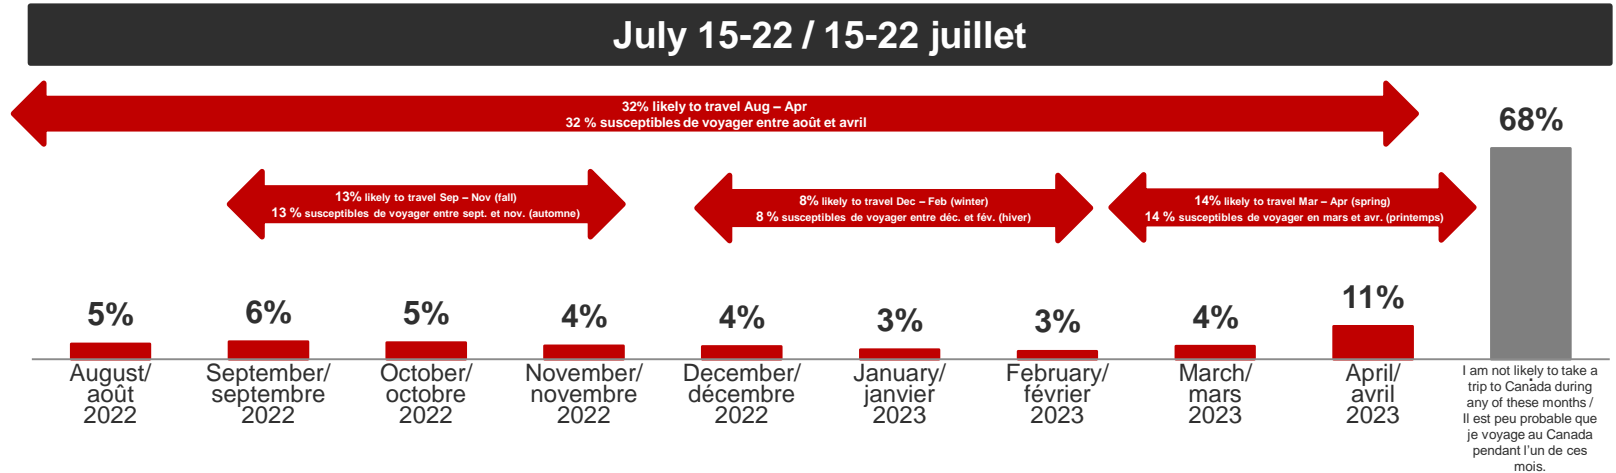 July 15-22 / 15-22 juillet
32% likely to travel Aug – Apr
32 % susceptibles de voyager entre août et avril
68%
13% likely to travel Sep – Nov (fall)
13 % susceptibles de voyager entre sept. et nov. (automne)
8% likely to travel Dec – Feb (winter)
8 % susceptibles de voyager entre déc. et fév. (hiver)
14% likely to travel Mar – Apr (spring)
14 % susceptibles de voyager en mars et avr. (printemps)
5%
6%
5%
4%
4%
3%
3%
4%
11%
August/
août
2022
September/
septembre
2022
October/
octobre
2022
November/
novembre
2022
December/
décembre
2022
January/
janvier
2023
February/
février
2023
March/
mars
2023
April/
avril
2023
I am not likely to take a
trip to Canada during
any of these months /
Il est peu probable que
je voyage au Canada
pendant l'un de ces
mois.